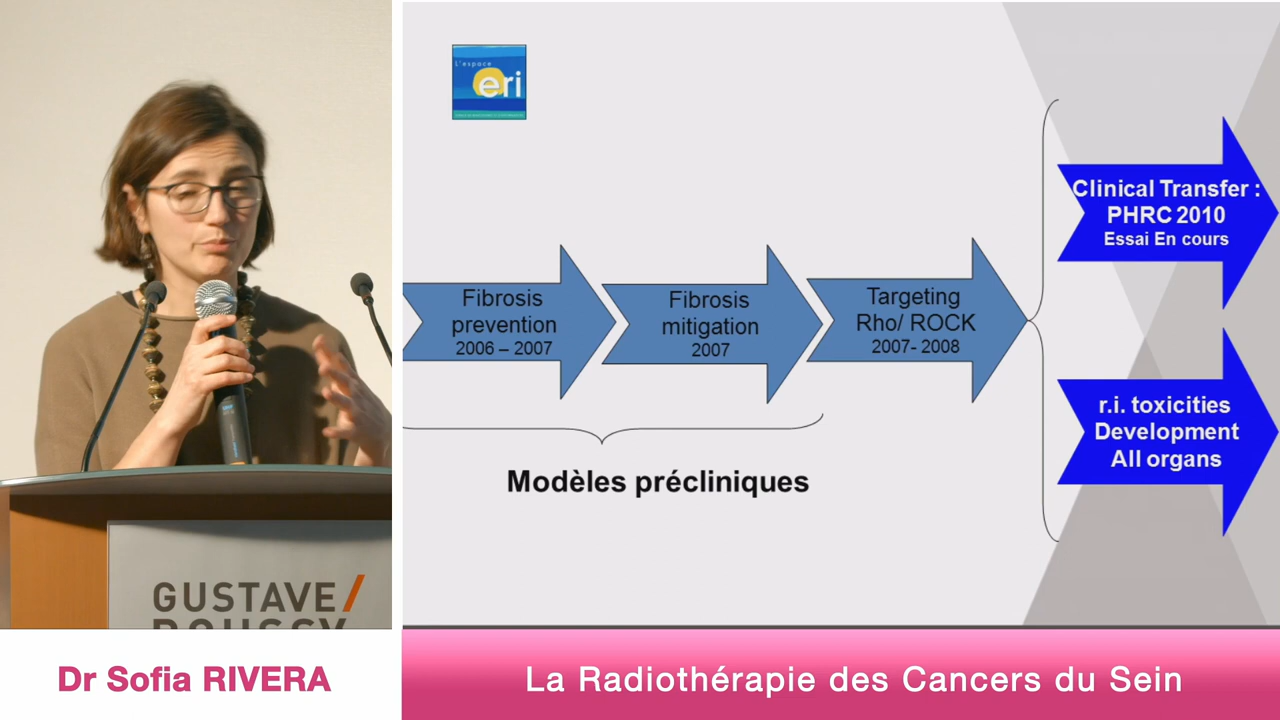 L'espace
eri
Fibrosis
prevention
2006 – 2007
Fibrosis
mitigation
2007
Targeting
Rho/ ROCK
2007- 2008
Clinical Transfer :
PHRC 2010
Essai En cours
r.i. toxicities
Development
All organs
Modèles précliniques
GUSTAVE/
ROUSSY
Dr Sofia RIVERA
La Radiothérapie des Cancers du Sein